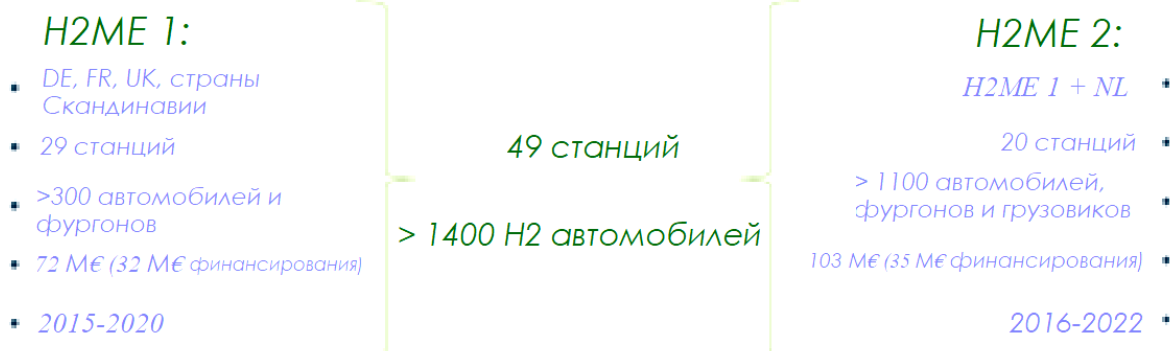 H2ME 1:
DE, FR, UK, страны
Скандинавии
29 станций
>300 автомобилей и
фургонов
72 М€ (32 М€ финансирования)
2015-2020
49 станций
> 1400 H2 автомобилей
H2ME 2:
H2ME 1 + NL
20 станций
> 1100 автомобилей,
фургонов и грузовиков
103 М€ (35 М€ финансирования)
2016-2022